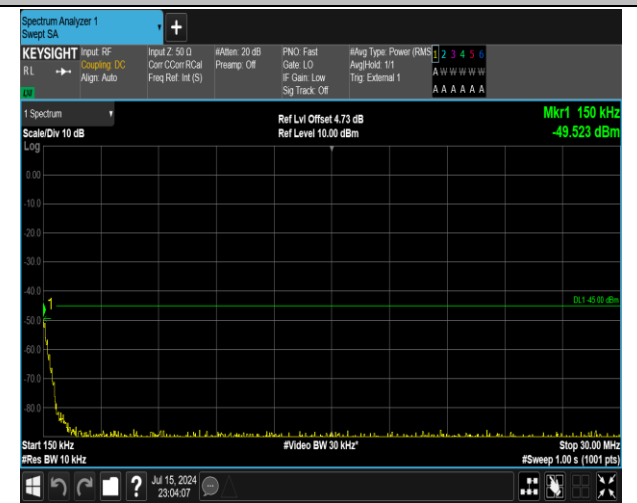 Spectrum Analyzer 1
Swept SA
KEYSIGHT Input: RF Input Z: 50 Ω #Atten: 20 dB PNO: Fast #Avg Type: Power (RMS 1 2 3 4 5 6
RL Coupling: DC Corr CCorr RCal Preamp: Off Gate: LO Avg|Hold: 1/1 A W W W W W
Align: Auto Freq Ref: Int (S) IF Gain: Low Trig: External 1
Sig Track: Off A A A A A A
1 Spectrum
Ref Lvl Offset 4.73 dB Mkr1 150 kHz
Scale/Div 10 dB Ref Level 10.00 dBm -49.523 dBm
Log
0.00
-10.0
-20.0
-30.0
-40.0
1
DL1 -45.00 dBm
-50.0
-60.0
-70.0
-80.0
Start 150 kHz #Video BW 30 kHz* Stop 30.00 MHz
#Res BW 10 kHz #Sweep 1.00 s (1001 pts)
? Jul 15, 2024
23:04:07